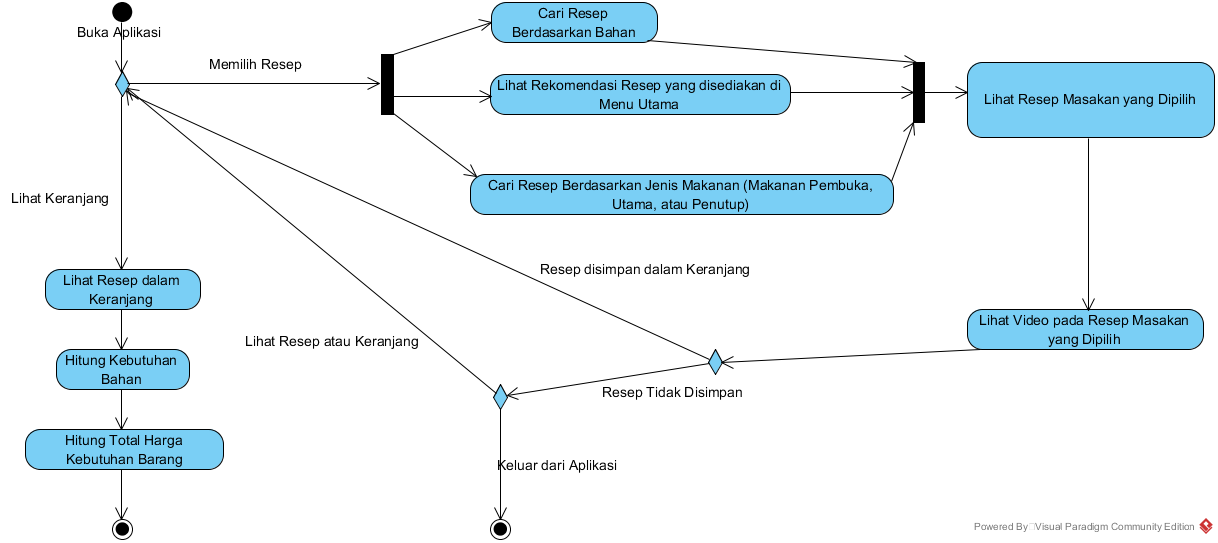 Buka Aplikasi
Memilih Resep
Cari Resep
Berdasarkan Bahan
Lihat Rekomendasi Resep yang disediakan di
Menu Utama
Cari Resep Berdasarkan Jenis Makanan (Makanan Pembuka,
Utama, atau Penutup)
Lihat Resep Masakan yang Dipilih
Lihat Keranjang
Lihat Resep dalam
Keranjang
Hitung Kebutuhan
Bahan
Hitung Total Harga
Kebutuhan Barang
Resep disimpan dalam Keranjang
Lihat Video pada Resep Masakan
yang Dipilih
Lihat Resep atau Keranjang
Resep Tidak Disimpan
Keluar dari Aplikasi
Powered By Visual Paradigm Community Edition